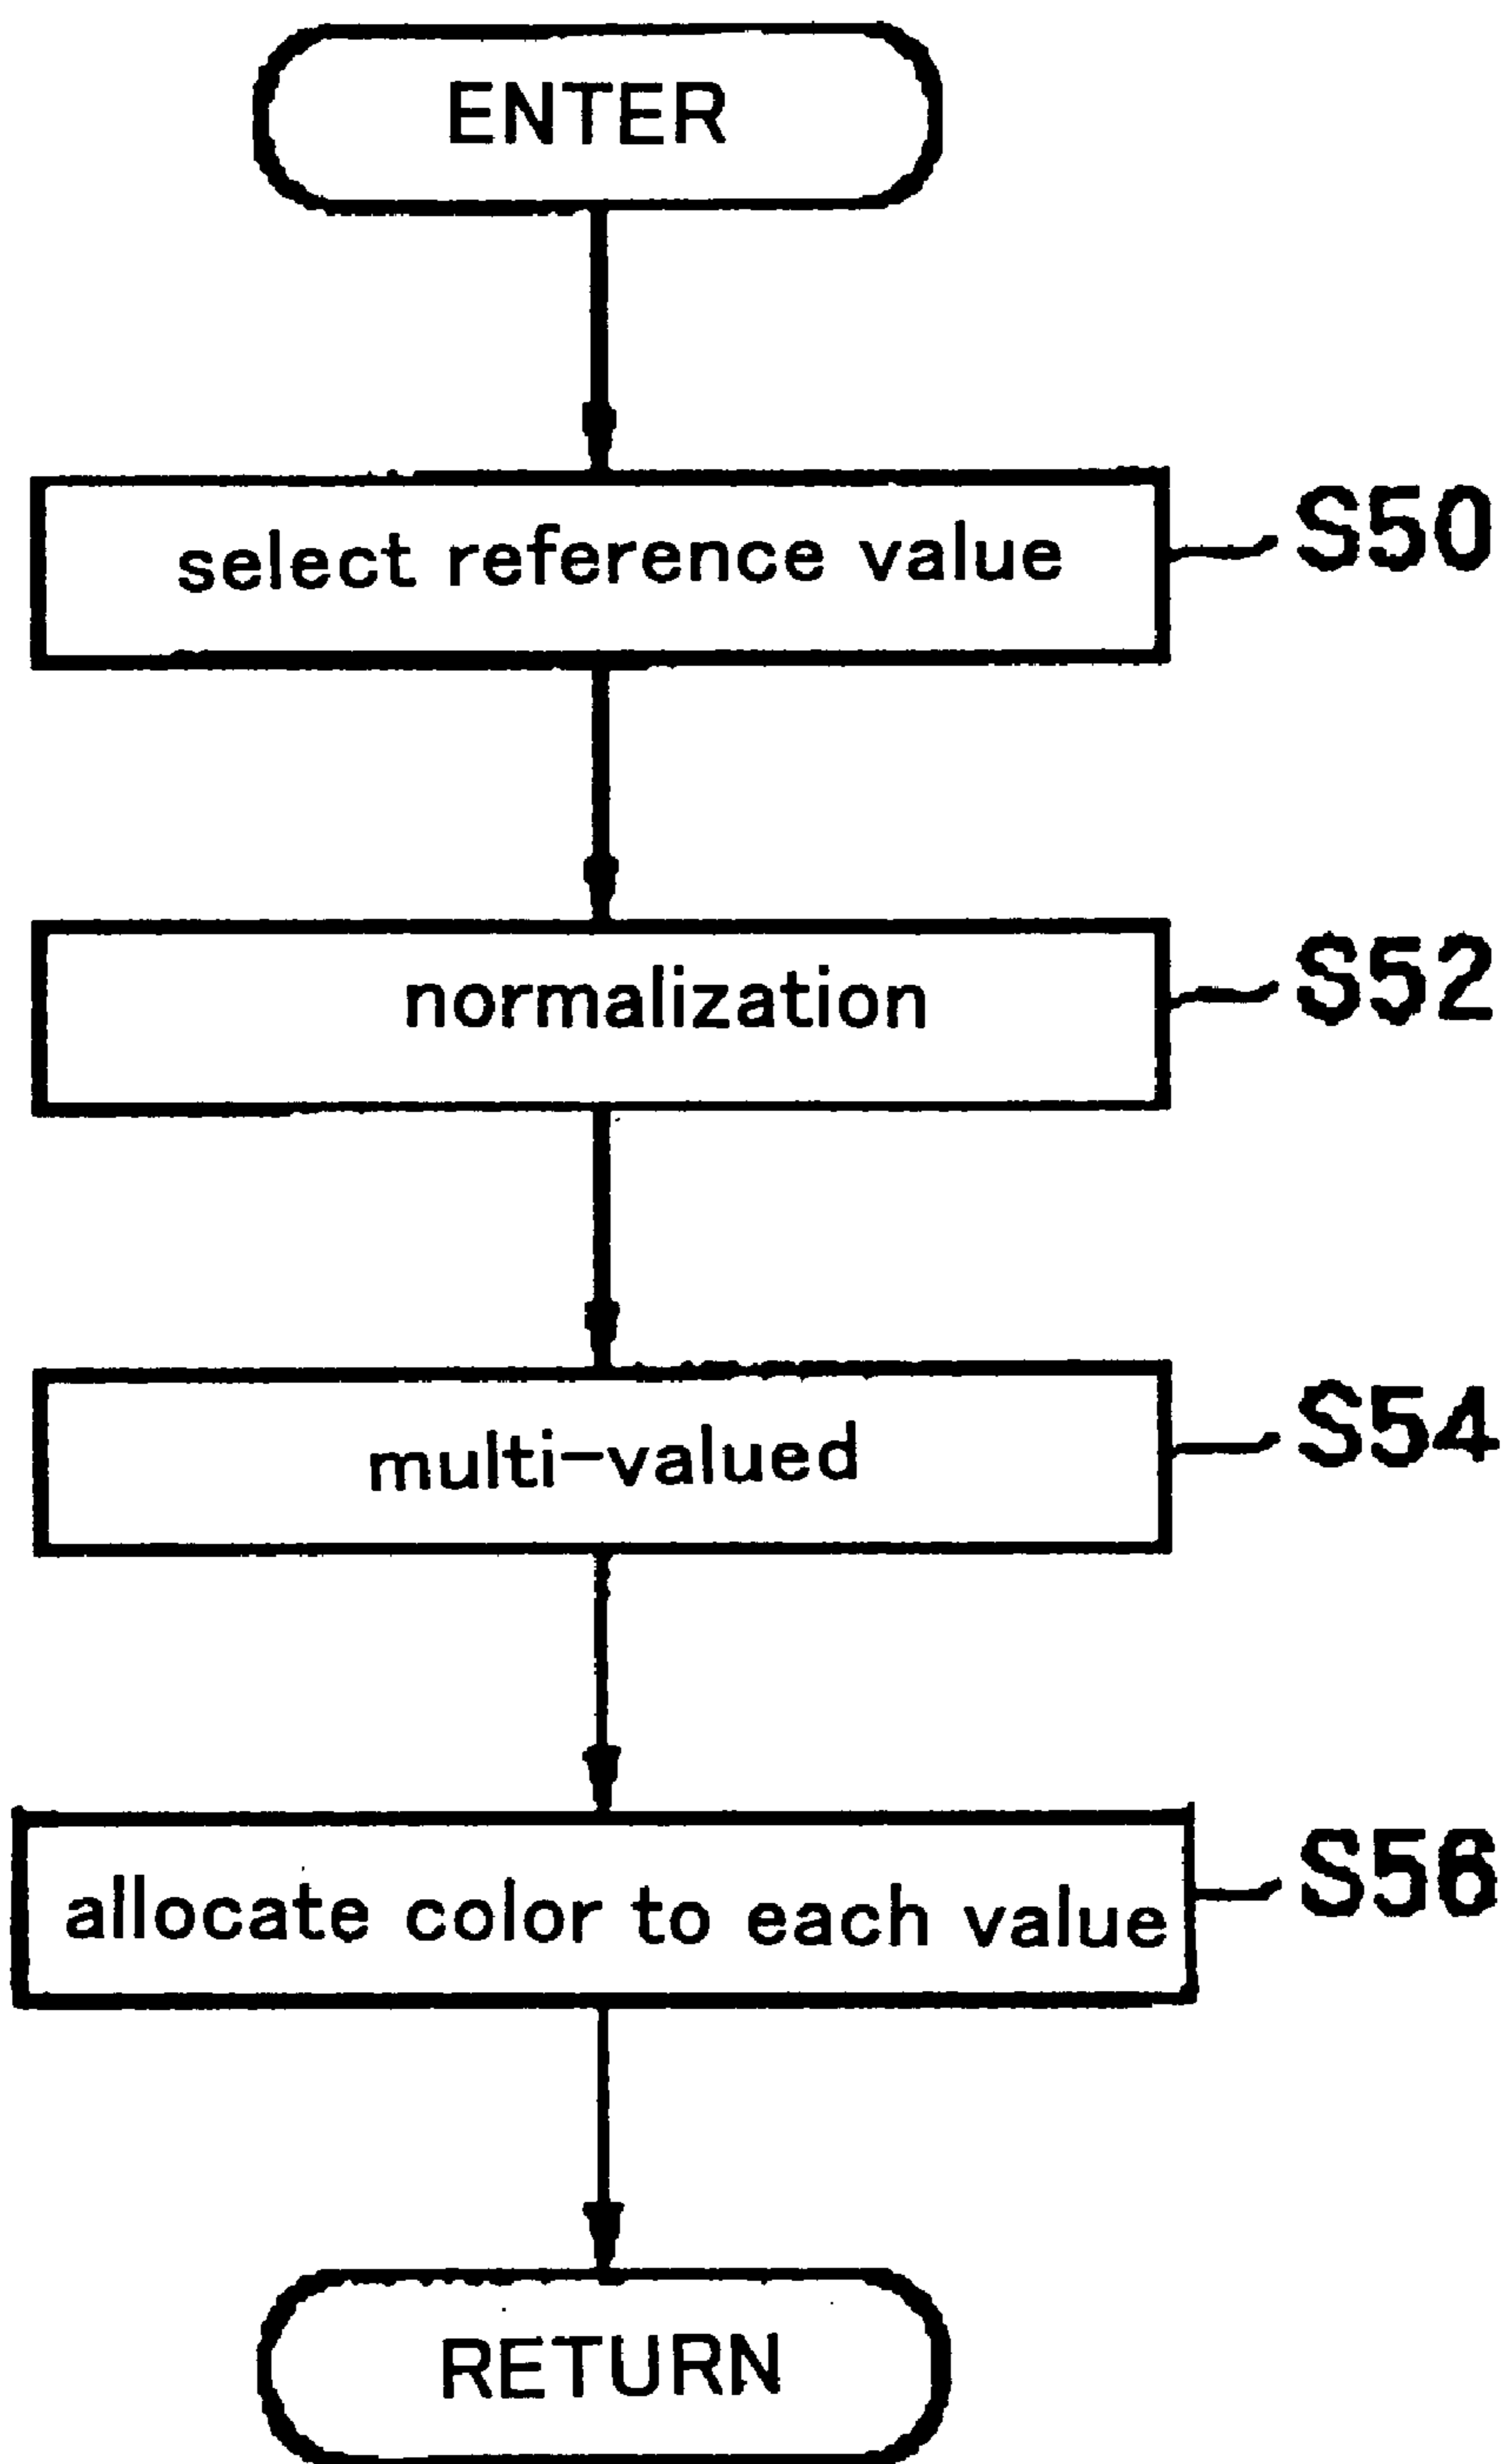 ENTER
select reference value
S50
normalization
S52
multi-valued
S54
allocate color to each value
S56
RETURN